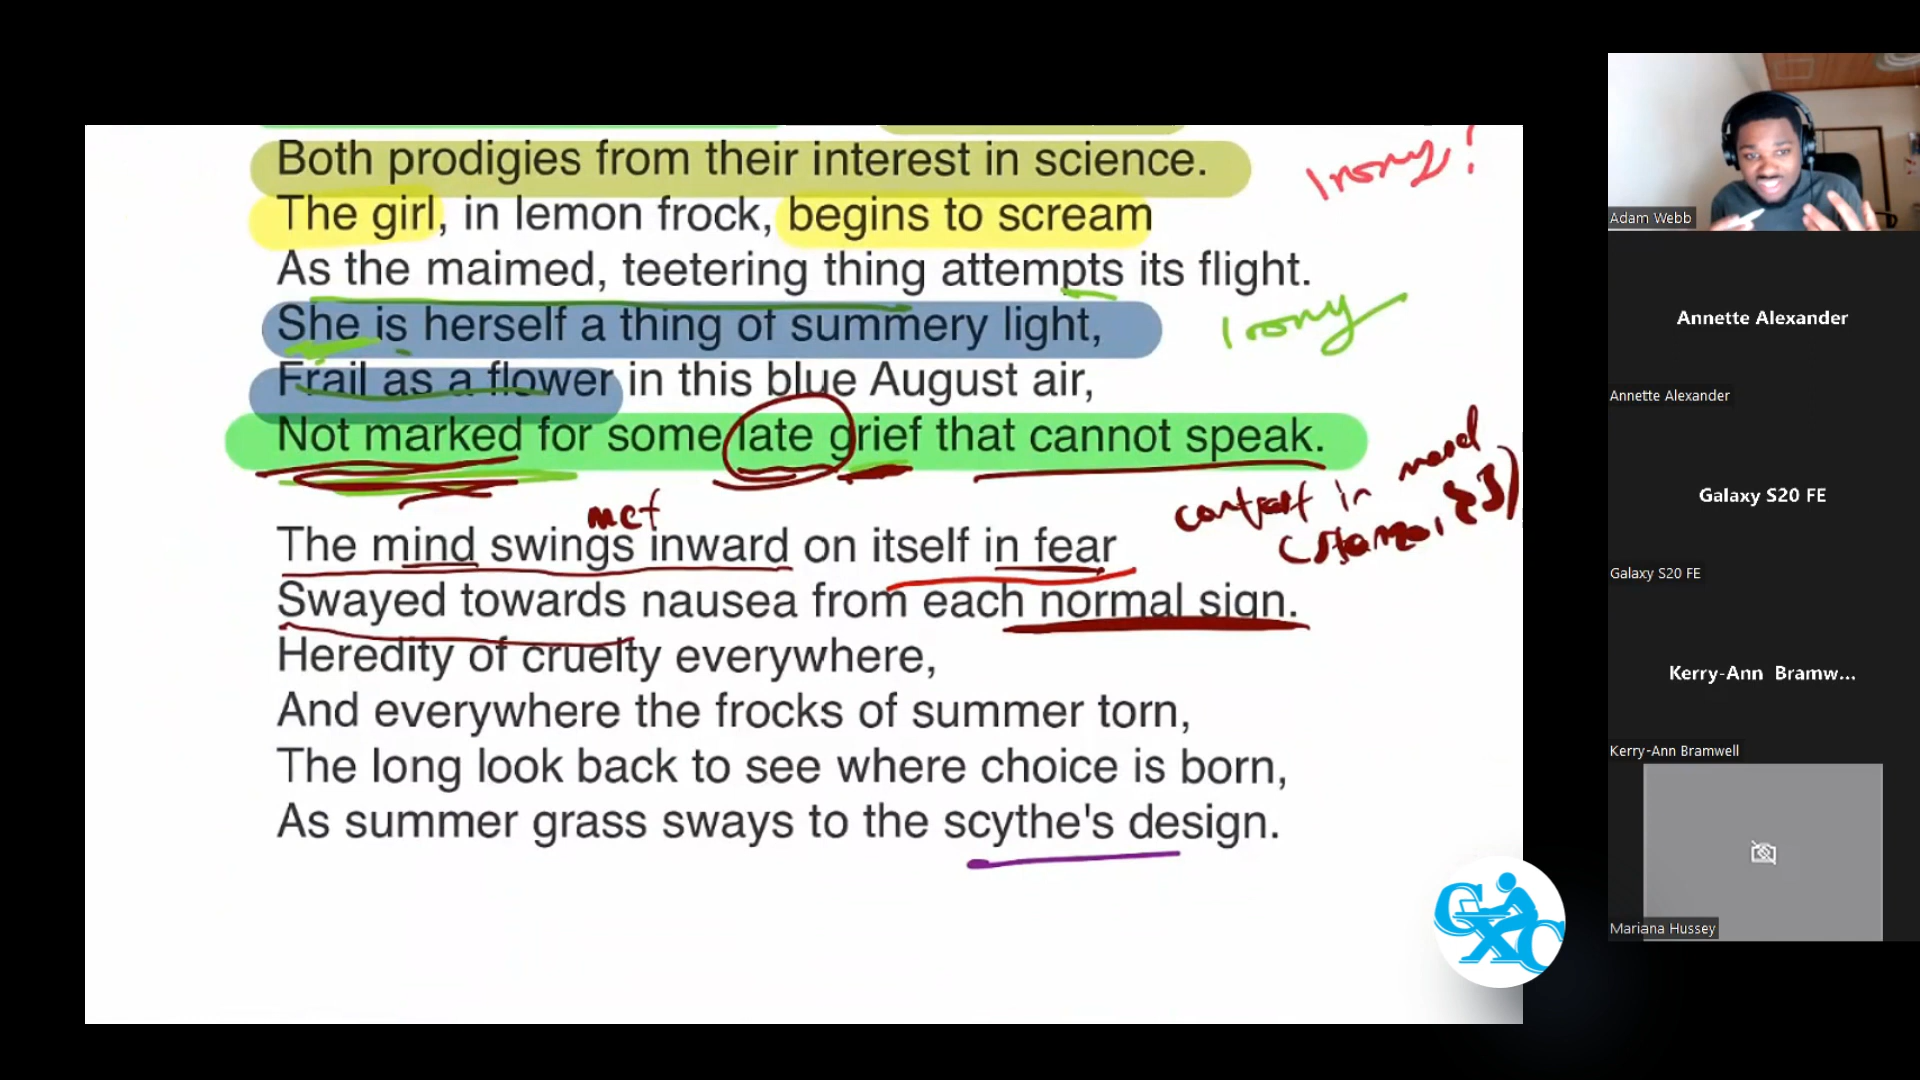 Both prodigies from their interest in science.
Irony!
The girl, in lemon frock, begins to scream
As the maimed, teetering thing attempts its flight.
She is herself a thing of summery light,
Irony
Frail as a flower in this blue August air,
Not marked for some late grief that cannot speak.
met
contrast in mood
(stanza 1 & 3)
The mind swings inward on itself in fear
Swayed towards nausea from each normal sign.
Heredity of cruelty everywhere,
And everywhere the frocks of summer torn,
The long look back to see where choice is born,
As summer grass sways to the scythe's design.
CXC
Adam Webb
Annette Alexander
Annette Alexander
Galaxy S20 FE
Galaxy S20 FE
Kerry-Ann Bramw...
Kerry-Ann Bramwell
Mariana Hussey